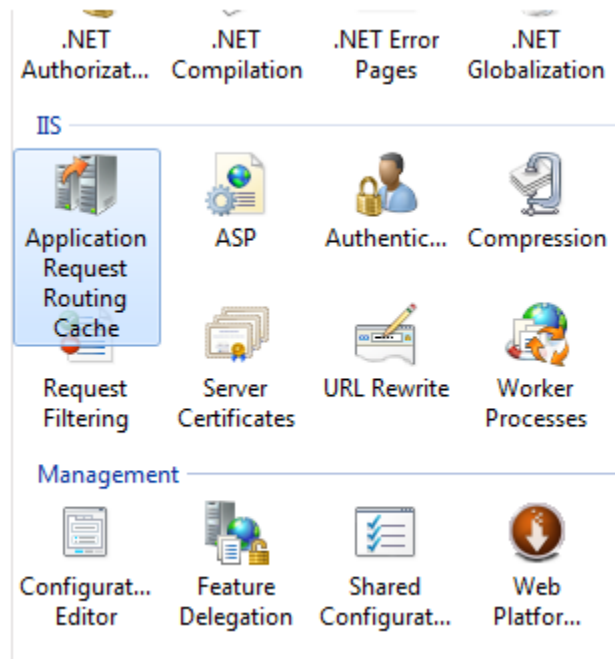 .NET Authorizat...
.NET Compilation
.NET Error Pages
.NET Globalization
IIS
Application Request Routing Cache
ASP
Authentic...
Compression
Request Filtering
Server Certificates
URL Rewrite
Worker Processes
Management
Configurat... Editor
Feature Delegation
Shared Configurat...
Web Platfor...